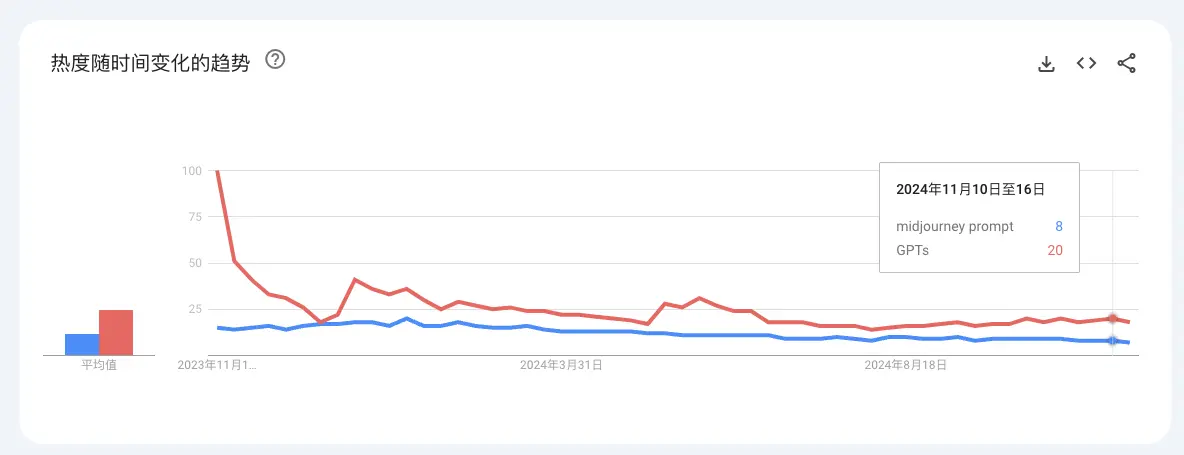 热度随时间变化的趋势
100
75
50
25
2024年11月10日至16日
midjourney prompt 8
GPTs 20
平均值
2023年11月1…
2024年3月31日
2024年8月18日